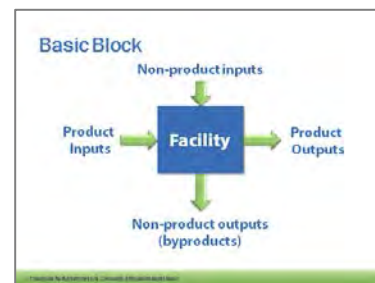 Basic Block
Non-product inputs
Product
Inputs
Facility
Product
Outputs
Non-product outputs
(byproducts)